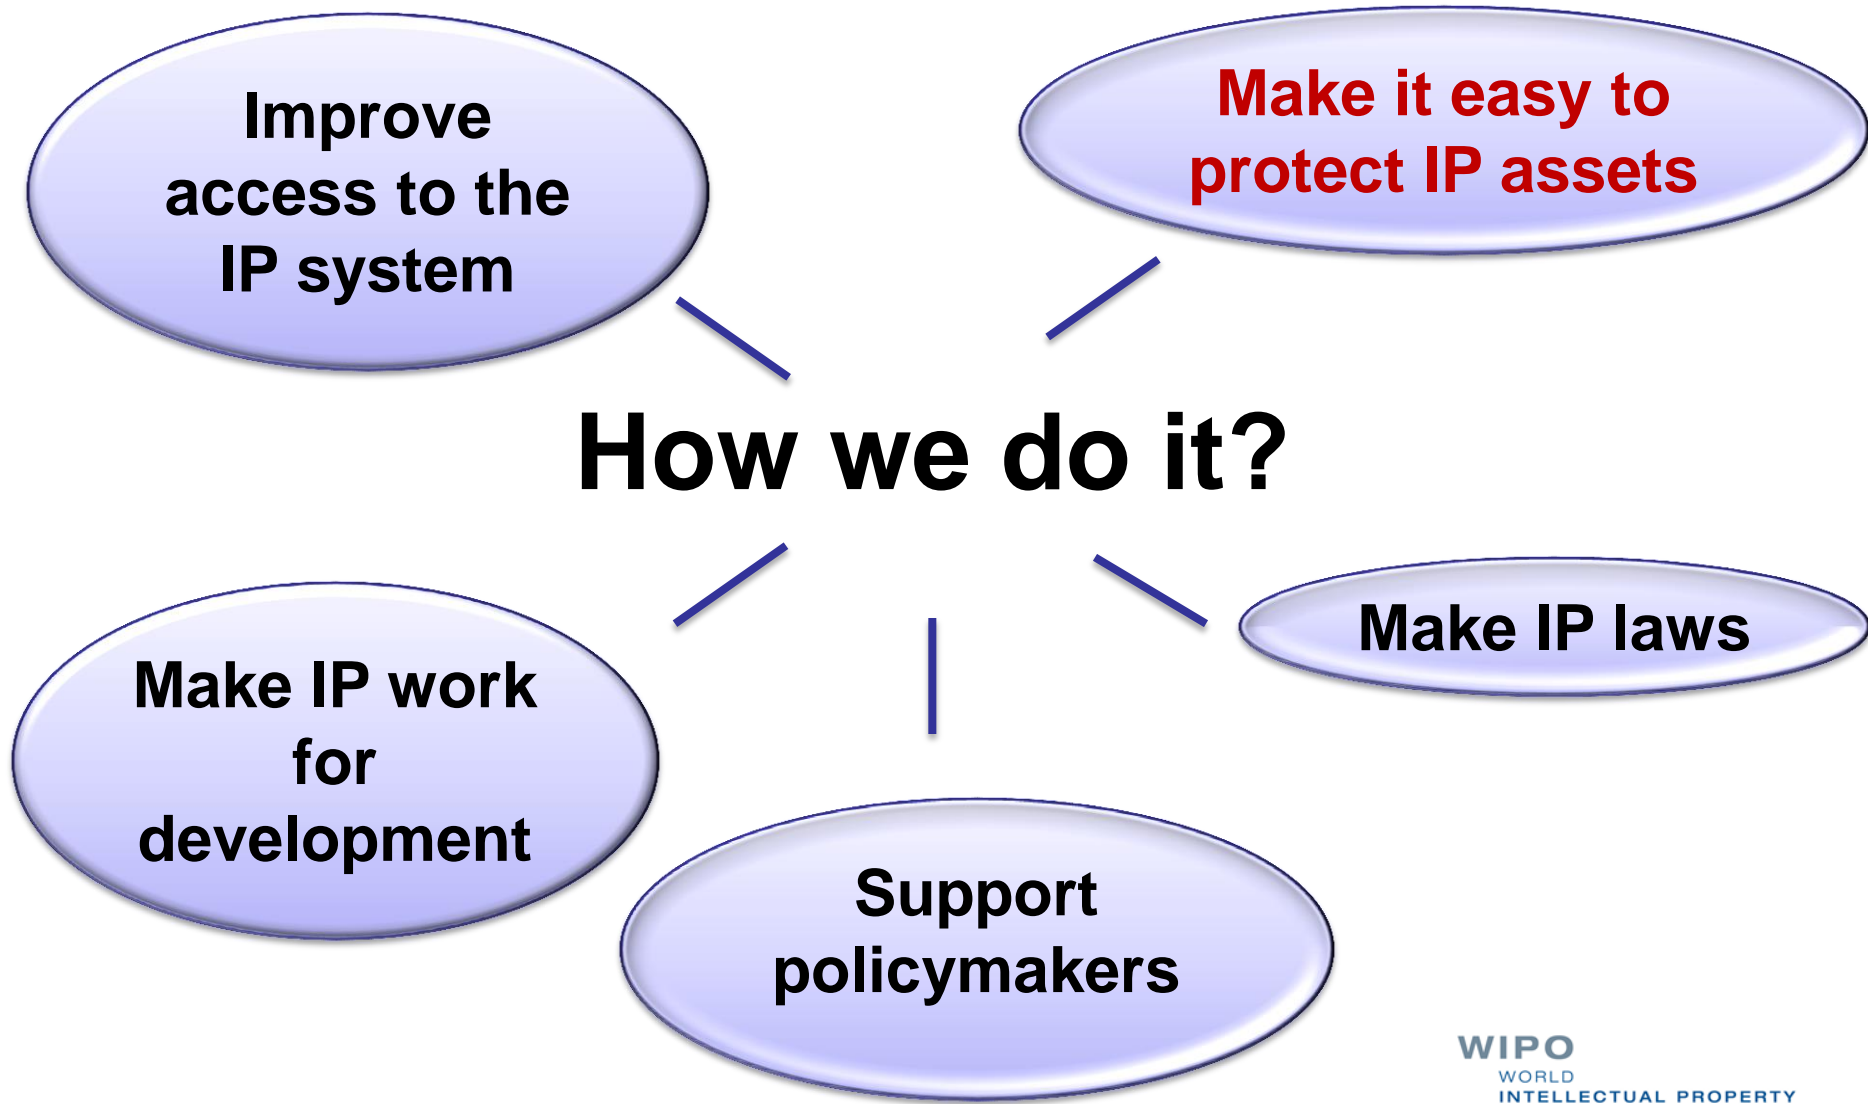 Improve
access to the
IP system
Make it easy to
protect IP assets
How we do it?
Make IP work
for
development
Make IP laws
Support
policymakers
WIPO
WORLD
INTELLECTUAL PROPERTY